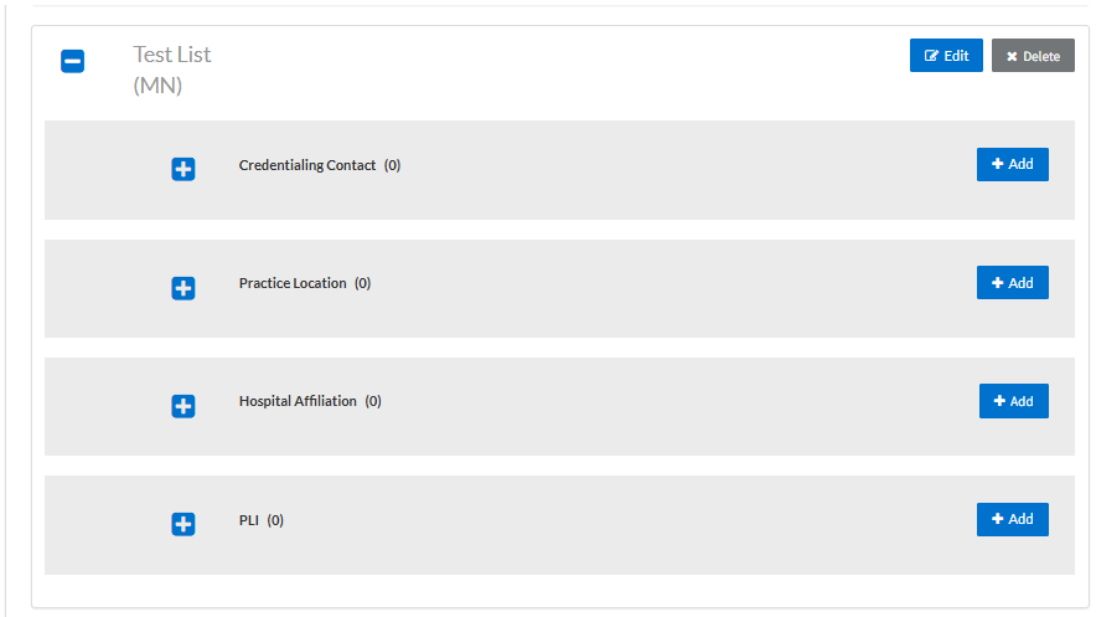 Test List
(MN)
Edit
Delete
Credentialing Contact (0)
Add
Practice Location (0)
Add
Hospital Affiliation (0)
Add
PLI (0)
Add